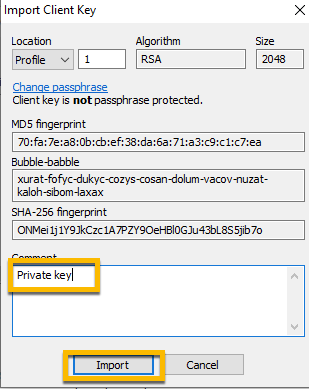 Import Client Key
Location Algorithm Size
Profile 1 RSA 2048
Change passphrase
Client key is not passphrase protected.
MD5 fingerprint
70:fa:7e:a8:0b:cb:ef:38:da:6a:71:a3:c9:c1:c7:ea
Bubble-babble
xurat-fofyc-dukyc-cozys-cosan-dolum-vacov-nuzat-
kaloh-sibom-laxax
SHA-256 fingerprint
ONMei1j1Y9JkCzc1A7PZY9OeHBl0GJu43bL8S5jib7o
Comment
Private key
Import Cancel